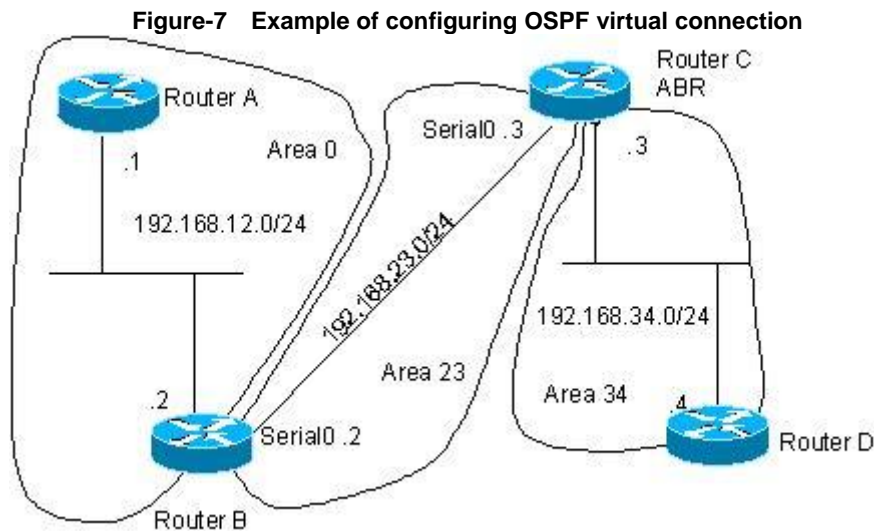 Figure-7 Example of configuring OSPF virtual connection
Router C
ABR
Router A
Area 0
Serial0 .3
.3
.1
192.168.12.0/24
192.168.23.0/24
192.168.34.0/24
Area 23
Area 34
.4
.2
Serial0 .2
Router D
Router B